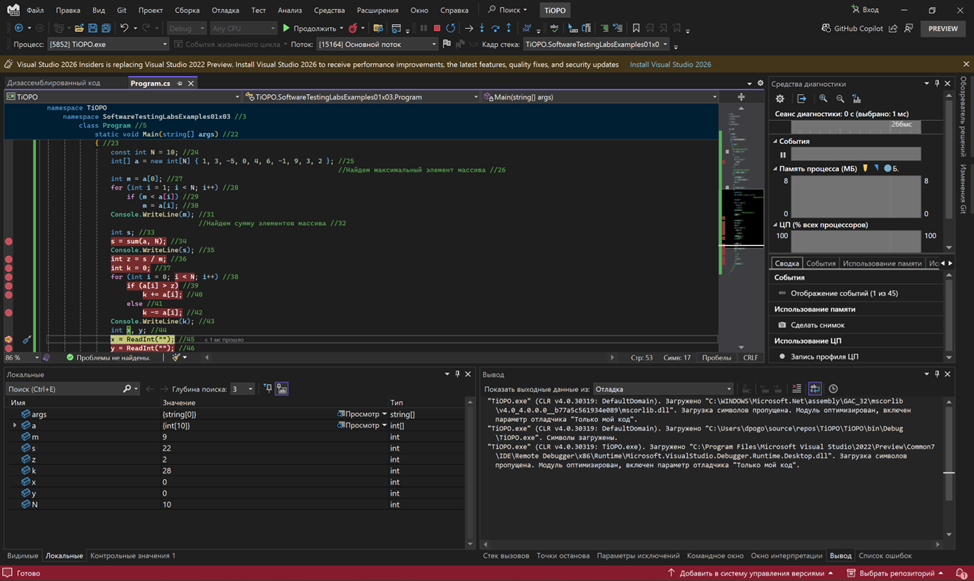 Файл Правка Вид Git Проект Сборка Отладка Тест Анализ Средства Расширения Окно Справка Поиск TiOPO Вход
Debug Any CPU Продолжить GitHub Copilot PREVIEW
Процесс: [5852] TiOPO.exe События жизненного цикла Поток: [15164] Основной поток Кадр стека: TiOPO.SoftwareTestingLabsExamples01x0
Visual Studio 2026 Insiders is replacing Visual Studio 2022 Preview. Install Visual Studio 2026 to receive performance improvements, the latest features, quality fixes, and security updates Install Visual Studio 2026
Дизассемблированный код Program.cs
TiOPO TiOPO.SoftwareTestingLabsExamples01x03.Program Main(string[] args)
namespace TiOPO
namespace SoftwareTestingLabsExamples01x03 //3
class Program //5
static void Main(string[] args) //22
{ //23
const int N = 10; //24
int[] a = new int[N] { 1, 3, -5, 0, 4, 6, -1, 9, 3, 2 }; //25
//Найдем максимальный элемент массива //26
int m = a[0]; //27
for (int i = 1; i < N; i++) //28
if (m < a[i]) //29
m = a[i]; //30
Console.WriteLine(m); //31
//Найдем сумму элементов массива //32
int s; //33
s = sum(a, N); //34
Console.WriteLine(s); //35
int z = s / m; //36
int k = 0; //37
for (int i = 0; i < N; i++) //38
if (a[i] > z) //39
k += a[i]; //40
else //41
k -= a[i]; //42
Console.WriteLine(k); //43
int x, y; //44
x = ReadInt(""); //45 < 1 мс прошло
y = ReadInt(""); //46
86 % Проблемы не найдены. Стр: 53 Симв: 17 Пробелы CRLF
Средства диагностики
Сеанс диагностики: 0 с (выбрано: 1 мс)
266мс
События
Память процесса (МБ) Б.
8 8
0 0
ЦП (% всех процессоров)
100 100
Сводка События Использование памяти Ис
События
Отображение событий (1 из 45)
Использование памяти
Сделать снимок
Использование ЦП
Запись профиля ЦП
Обозреватель решений
Изменения Git
Локальные
Поиск (Ctrl+E) Глубина поиска: 3
Имя Значение Тип
args {string[0]} Просмотр string[]
a {int[10]} Просмотр int[]
m 9 int
s 22 int
z 2 int
k 28 int
x 0 int
y 0 int
N 10 int
Видимые Локальные Контрольные значения 1
Вывод
Показать выходные данные из: Отладка
"TiOPO.exe" (CLR v4.0.30319: DefaultDomain). Загружено "C:\WINDOWS\Microsoft.Net\assembly\GAC_32\mscorlib
\v4.0_4.0.0.0__b77a5c561934e089\mscorlib.dll". Загрузка символов пропущена. Модуль оптимизирован, включен
параметр отладчика "Только мой код".
"TiOPO.exe" (CLR v4.0.30319: DefaultDomain). Загружено "C:\Users\dpogo\source\repos\TiOPO\TiOPO\bin\Debug
\TiOPO.exe". Символы загружены.
"TiOPO.exe" (CLR v4.0.30319: TiOPO.exe). Загружено "C:\Program Files\Microsoft Visual Studio\2022\Preview\Common7
\IDE\Remote Debugger\x86\Runtime\Microsoft.VisualStudio.Debugger.Runtime.Desktop.dll". Загрузка символов
пропущена. Модуль оптимизирован, включен параметр отладчика "Только мой код".
Стек вызовов Точки останова Параметры исключений Командное окно Окно интерпретации Вывод Список ошибок
Готово Добавить в систему управления версиями Выбрать репозиторий